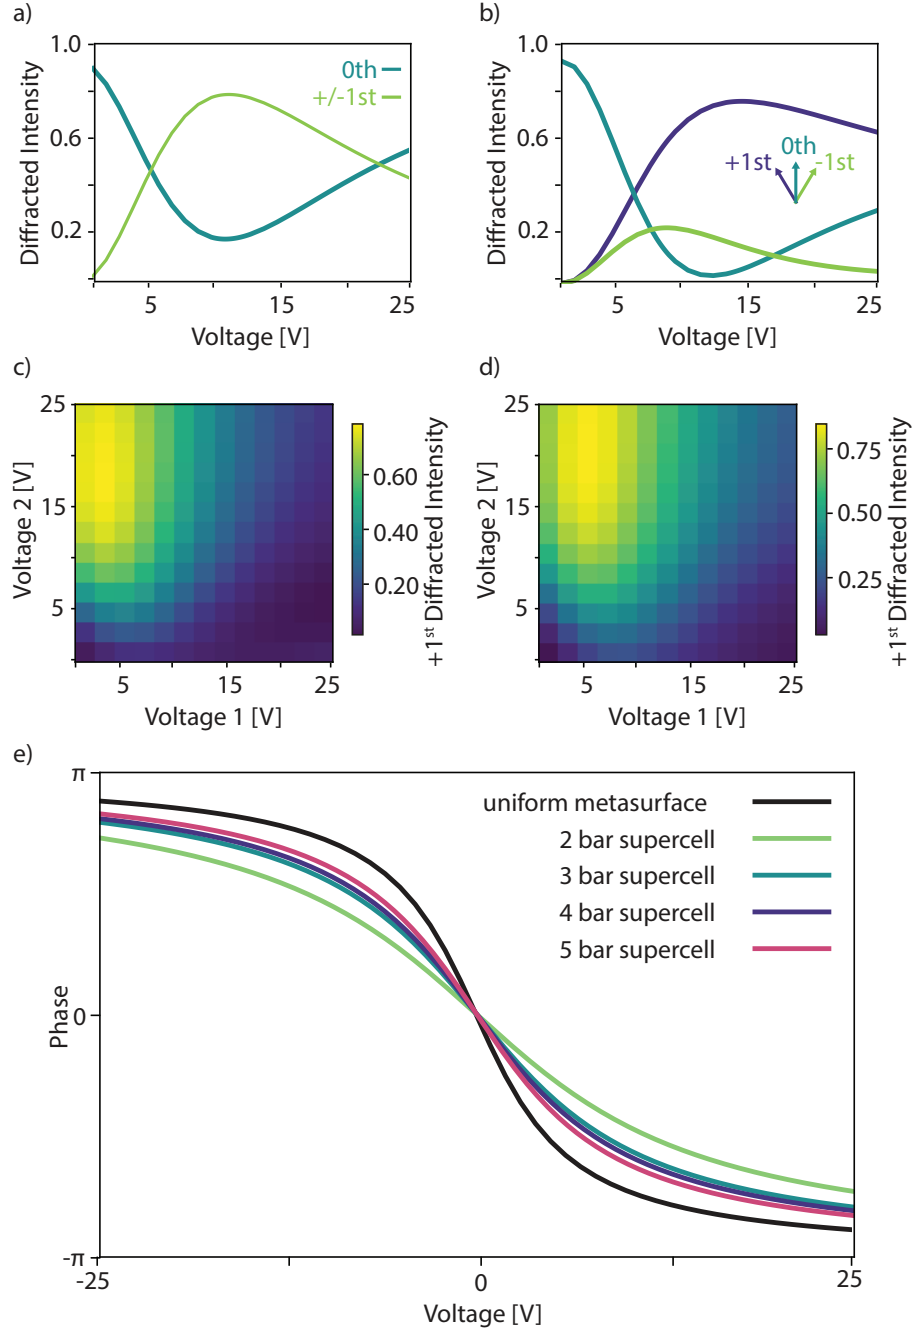 a)
1.0
0.6
0.2
Diffracted Intensity
0th
+/-1st
5
15
25
Voltage [V]
b)
1.0
0.6
0.2
Diffracted Intensity
0th
+1st
-1st
5
15
25
Voltage [V]
c)
25
15
5
Voltage 2 [V]
5
15
25
Voltage 1 [V]
0.60
0.40
0.20
+1st Diffracted Intensity
d)
25
15
5
Voltage 2 [V]
5
15
25
Voltage 1 [V]
0.75
0.50
0.25
+1st Diffracted Intensity
e)
π
0
-π
Phase
uniform metasurface
2 bar supercell
3 bar supercell
4 bar supercell
5 bar supercell
-25
0
25
Voltage [V]